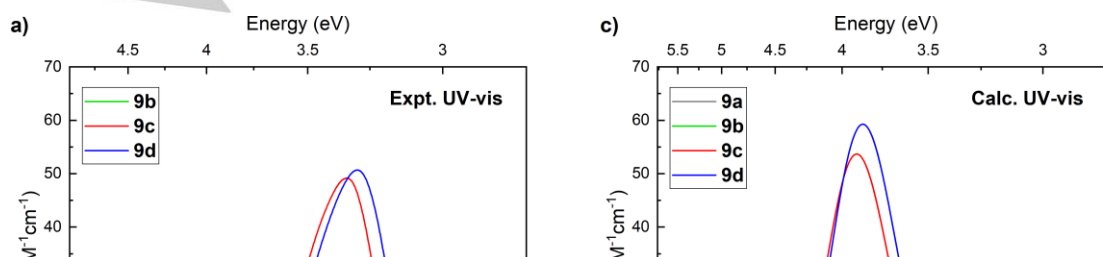 a) Energy (eV)
4.5 4 3.5 3
70
60
50
40
M⁻¹cm⁻¹)
9b
9c
9d
Expt. UV-vis
c) Energy (eV)
5.5 5 4.5 4 3.5 3
70
60
50
40
M⁻¹cm⁻¹)
9a
9b
9c
9d
Calc. UV-vis